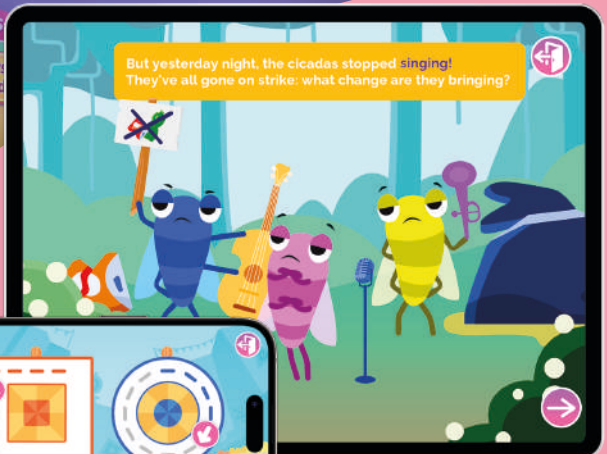 But yesterday night, the cicadas stopped singing!
They've all gone on strike: what change are they bringing?